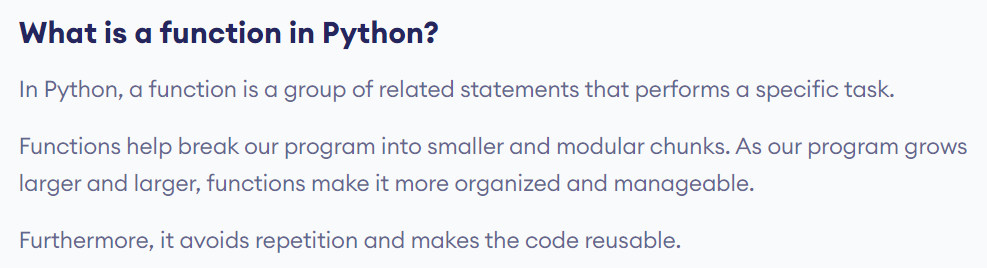 What is a function in Python?
In Python, a function is a group of related statements that performs a specific task.
Functions help break our program into smaller and modular chunks. As our program grows
larger and larger, functions make it more organized and manageable.
Furthermore, it avoids repetition and makes the code reusable.